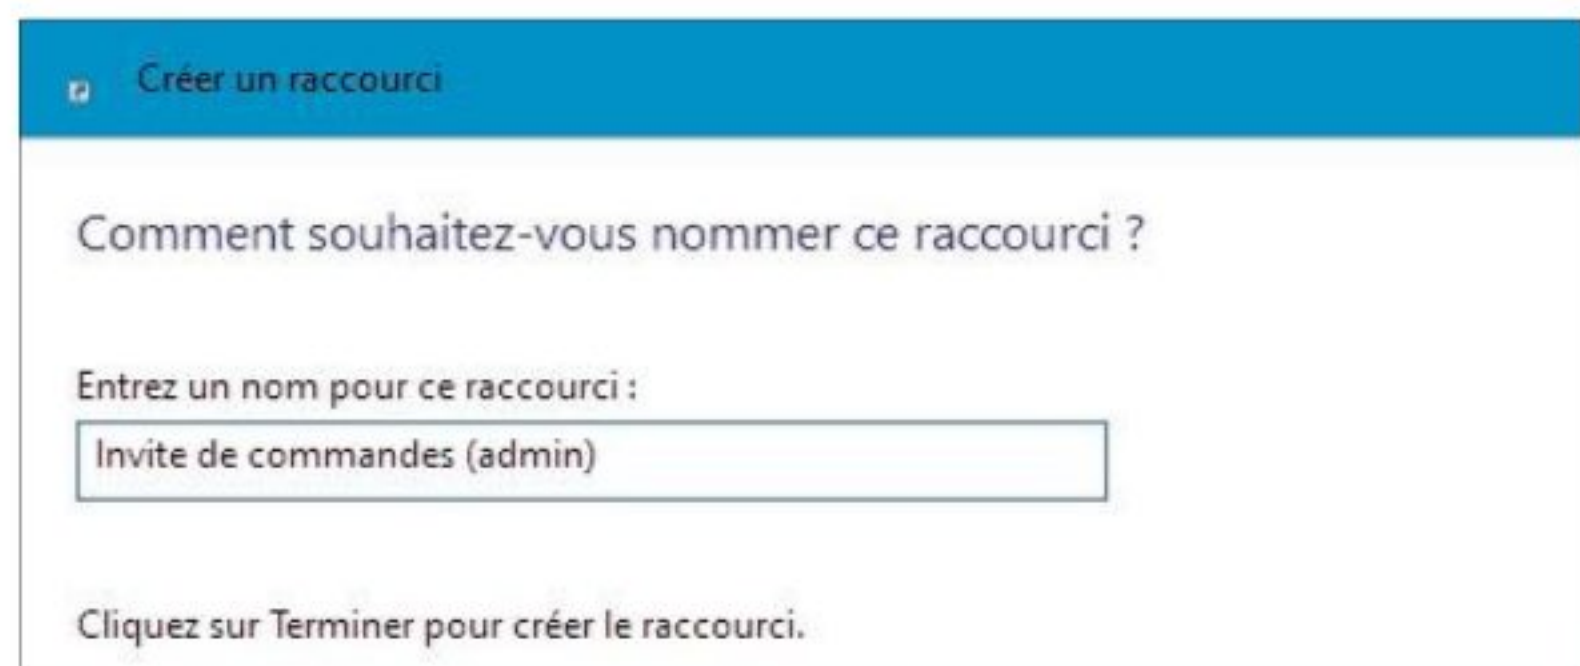 Créer un raccourci
Comment souhaitez-vous nommer ce raccourci ?
Entrez un nom pour ce raccourci :
Invite de commandes (admin)
Cliquez sur Terminer pour créer le raccourci.